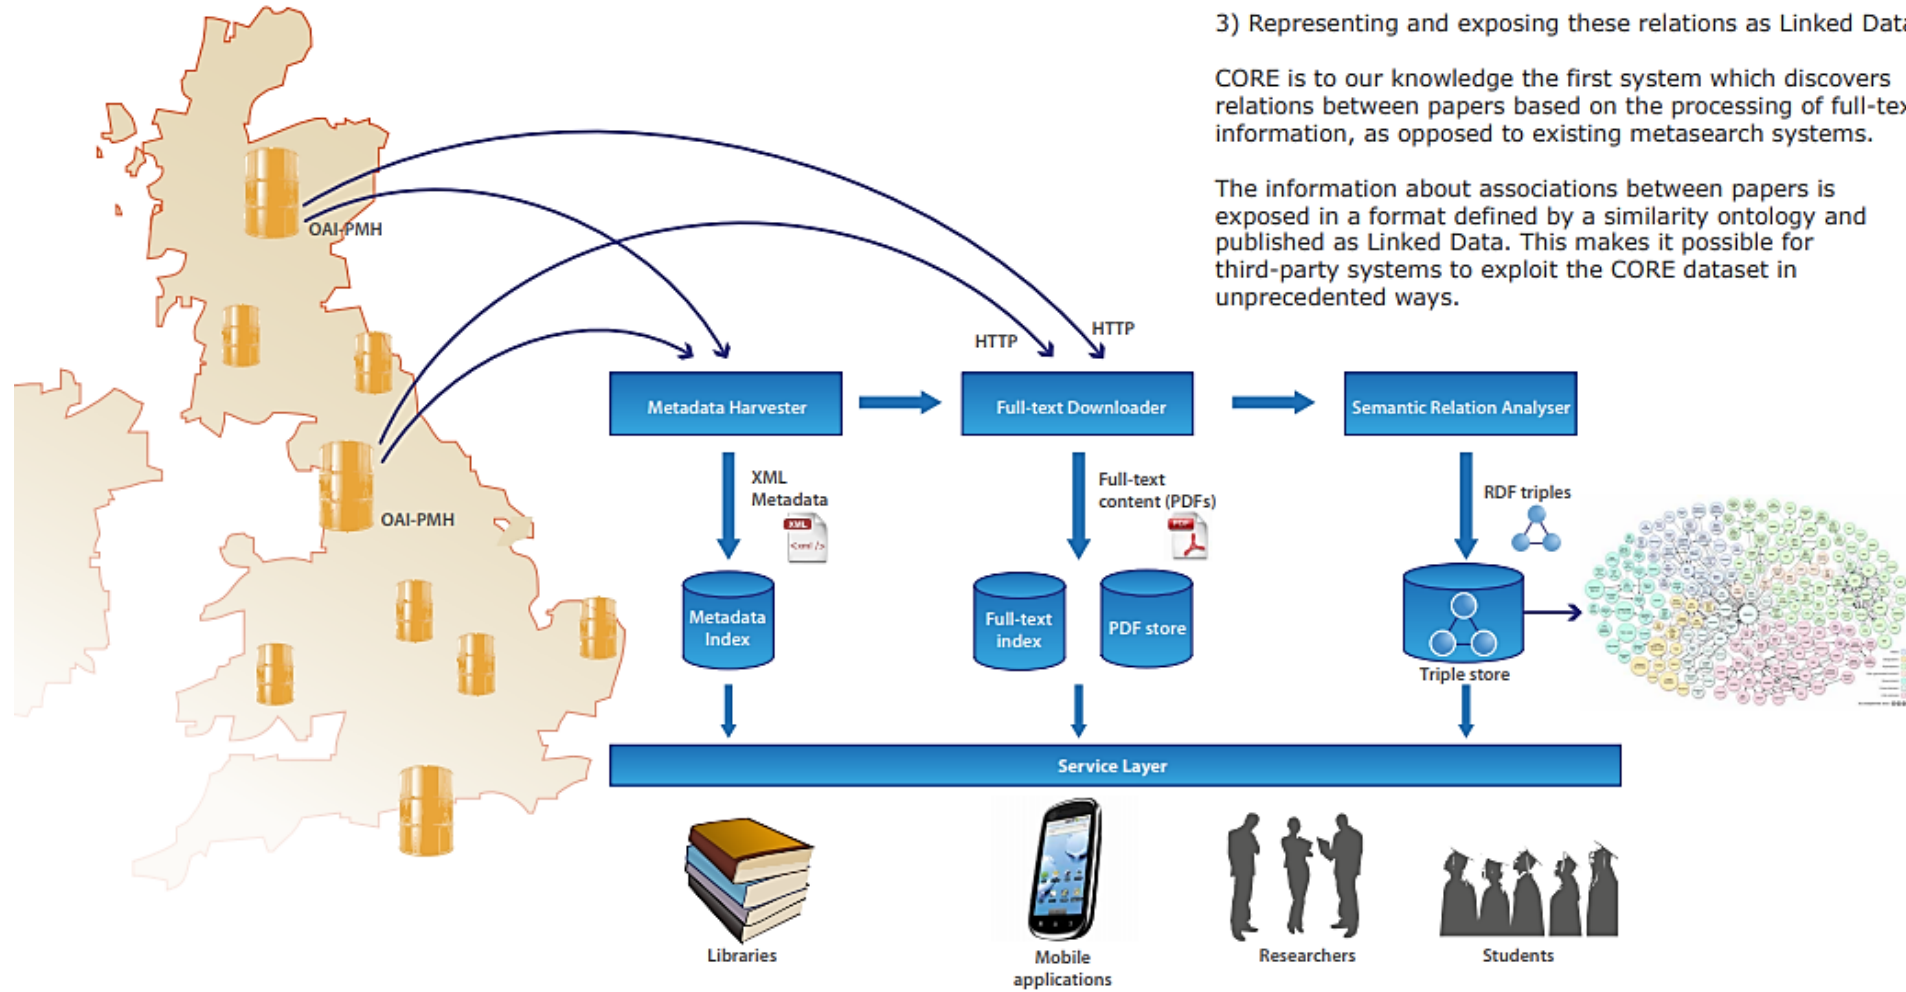 3) Representing and exposing these relations as Linked Data
CORE is to our knowledge the first system which discovers
relations between papers based on the processing of full-tex
information, as opposed to existing metasearch systems.
The information about associations between papers is
exposed in a format defined by a similarity ontology and
published as Linked Data. This makes it possible for
third-party systems to exploit the CORE dataset in
unprecedented ways.
OAI-PMH
HTTP
HTTP
Metadata Harvester
Full-text Downloader
Semantic Relation Analyser
XML
Metadata
XML
<xml />
Full-text
content (PDFs)
PDF
RDF triples
OAI-PMH
Metadata
Index
Full-text
index
PDF store
Triple store
Service Layer
Libraries
Mobile
applications
Researchers
Students